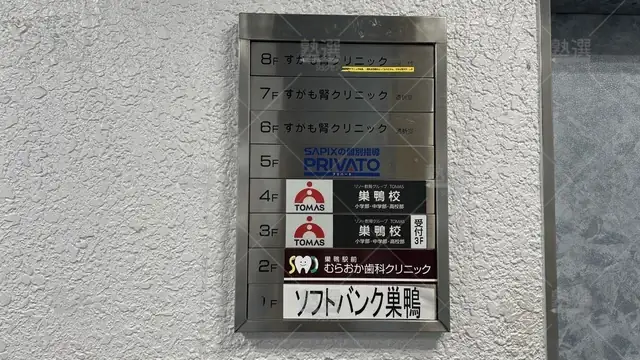 8F すがも腎クリニック
7F すがも腎クリニック
6F すがも腎クリニック
5F SAPIXの個別指導
PRIVATO
4F TOMAS 巣鴨校
小学部・中学部・高校部
3F TOMAS 巣鴨校
小学部・中学部・高校部
受付
3F
2F 巣鴨駅前
むらおか歯科クリニック
1F ソフトバンク巣鴨
塾選